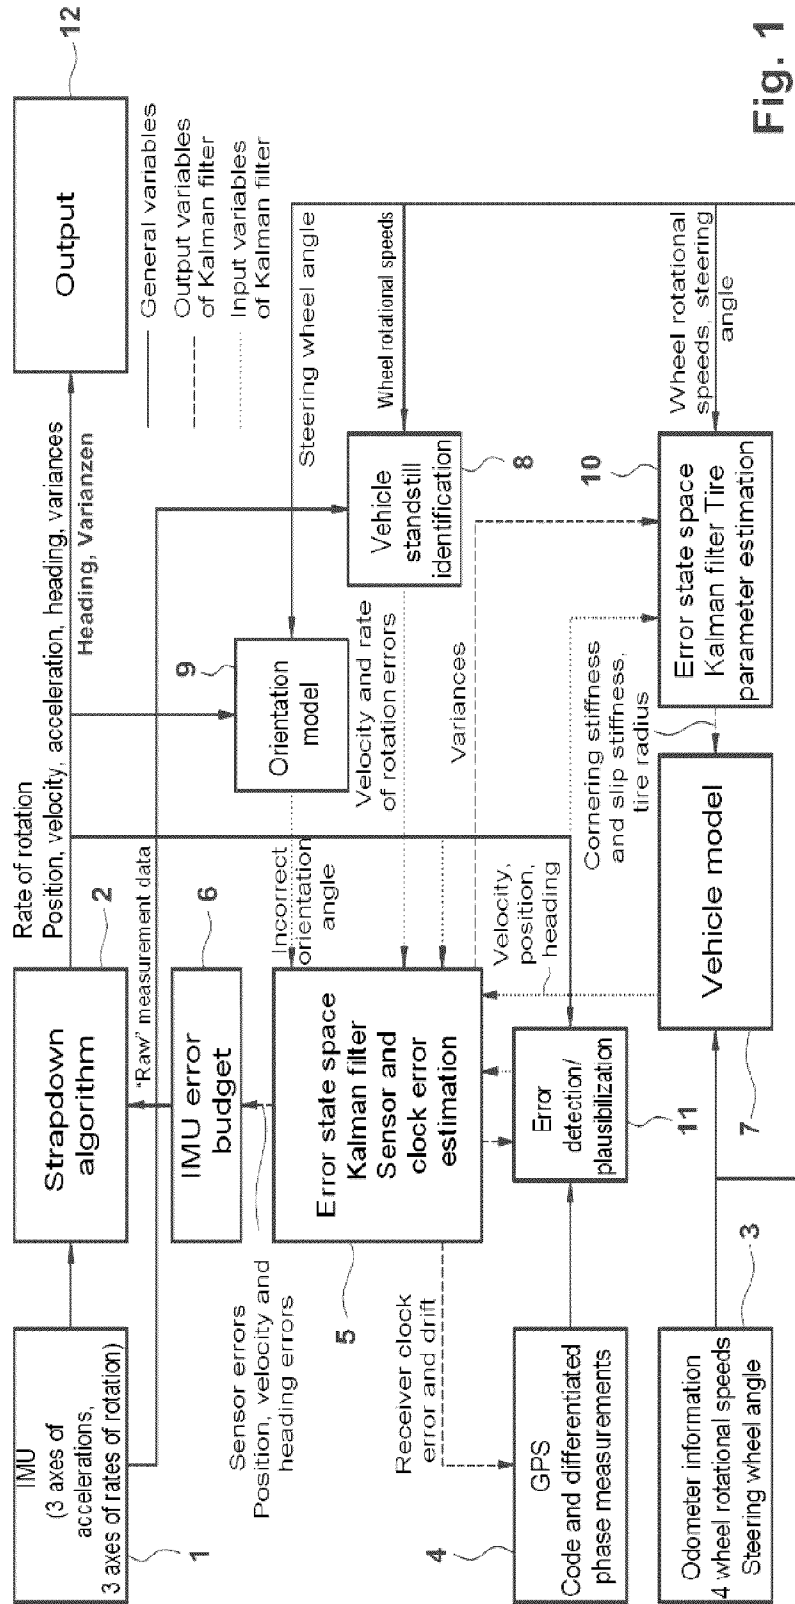 IMU
(3 axes of
accelerations,
3 axes of rates of rotation)
1
Strapdown
algorithm
2
Rate of rotation
Position, velocity, acceleration, heading, variances
Heading, Varianzen
Output
12
"Raw" measurement data
IMU error
budget
6
General variables
Output variables
of Kalman filter
Input variables
of Kalman filter
Sensor errors
Position, velocity and
heading errors
Error state space
Kalman filter
Sensor and
clock error
estimation
5
Incorrect
orientation
angle
Orientation
model
9
Steering wheel angle
Velocity and rate
of rotation errors
Vehicle
standstill
identification
8
Wheel rotational speeds
Variances
Receiver clock
error and drift
GPS
Code and differentiated
phase measurements
4
Error
detection/
plausibilization
11
Velocity,
position,
heading
Cornering stiffness
and slip stiffness,
tire radius
Error state space
Kalman filter Tire
parameter estimation
10
Wheel rotational
speeds, steering
angle
Odometer information
4 wheel rotational speeds
Steering wheel angle
3
Vehicle model
7
Fig. 1